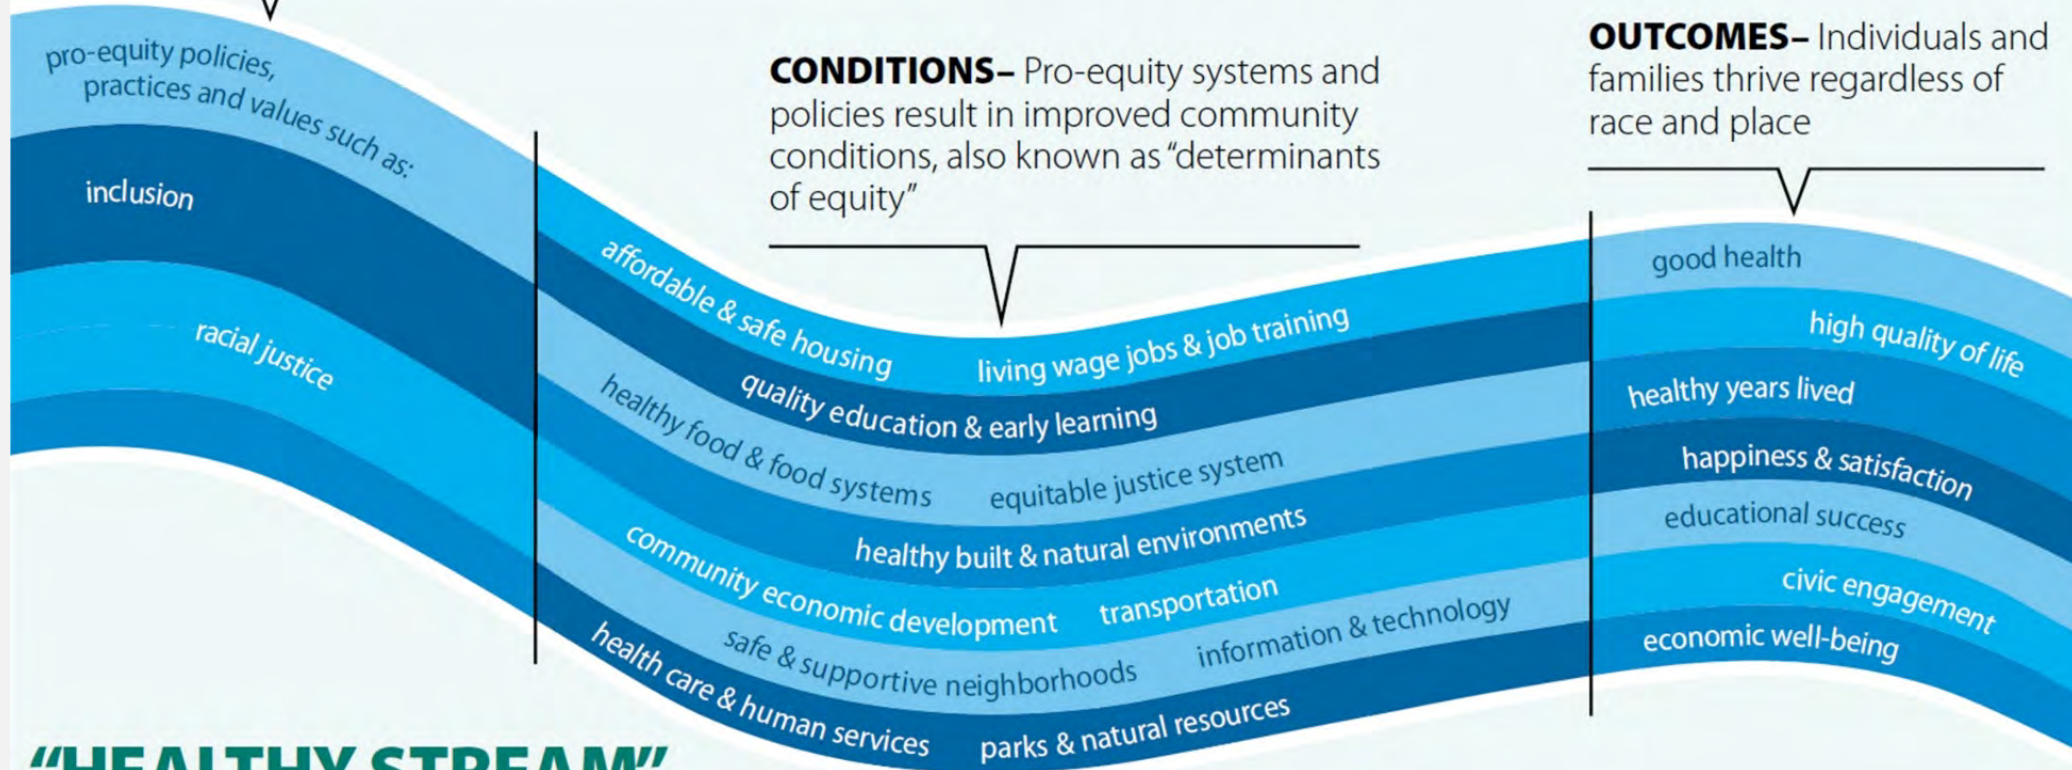 pro-equity policies,
practices and values such as:
inclusion
racial justice
CONDITIONS– Pro-equity systems and
policies result in improved community
conditions, also known as “determinants
of equity”
affordable & safe housing
living wage jobs & job training
quality education & early learning
healthy food & food systems
equitable justice system
healthy built & natural environments
community economic development
transportation
safe & supportive neighborhoods
information & technology
health care & human services
parks & natural resources
OUTCOMES– Individuals and
families thrive regardless of
race and place
good health
high quality of life
healthy years lived
happiness & satisfaction
educational success
civic engagement
economic well-being
“HEALTHY STREAM”